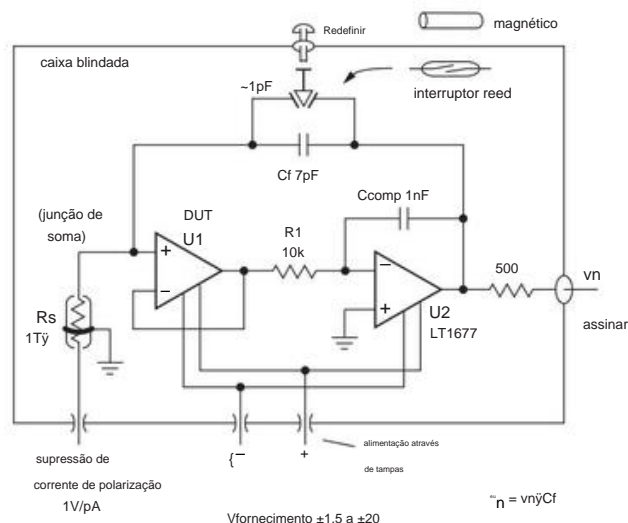 Redefinir
magnético
caixa blindada
~1pF
interruptor reed
Cf 7pF
Ccomp 1nF
(junção de
soma)
DUT
U1
R1
10k
+
−
−
+
500
vn
U2
LT1677
assinar
Rs
1Tÿ
{−
+
alimentação através
de tampas
supressão de
corrente de polarização
1V/pA
n = vnÿCf
Vfornecimento ±1,5 a ±20